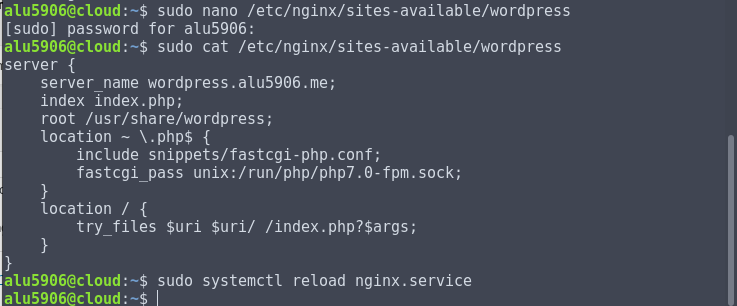 alu5906@cloud:~$ sudo nano /etc/nginx/sites-available/wordpress
[sudo] password for alu5906:
alu5906@cloud:~$ sudo cat /etc/nginx/sites-available/wordpress
server {
    server_name wordpress.alu5906.me;
    index index.php;
    root /usr/share/wordpress;
    location ~ \.php$ {
        include snippets/fastcgi-php.conf;
        fastcgi_pass unix:/run/php/php7.0-fpm.sock;
    }
    location / {
        try_files $uri $uri/ /index.php?$args;
    }
}
alu5906@cloud:~$ sudo systemctl reload nginx.service
alu5906@cloud:~$